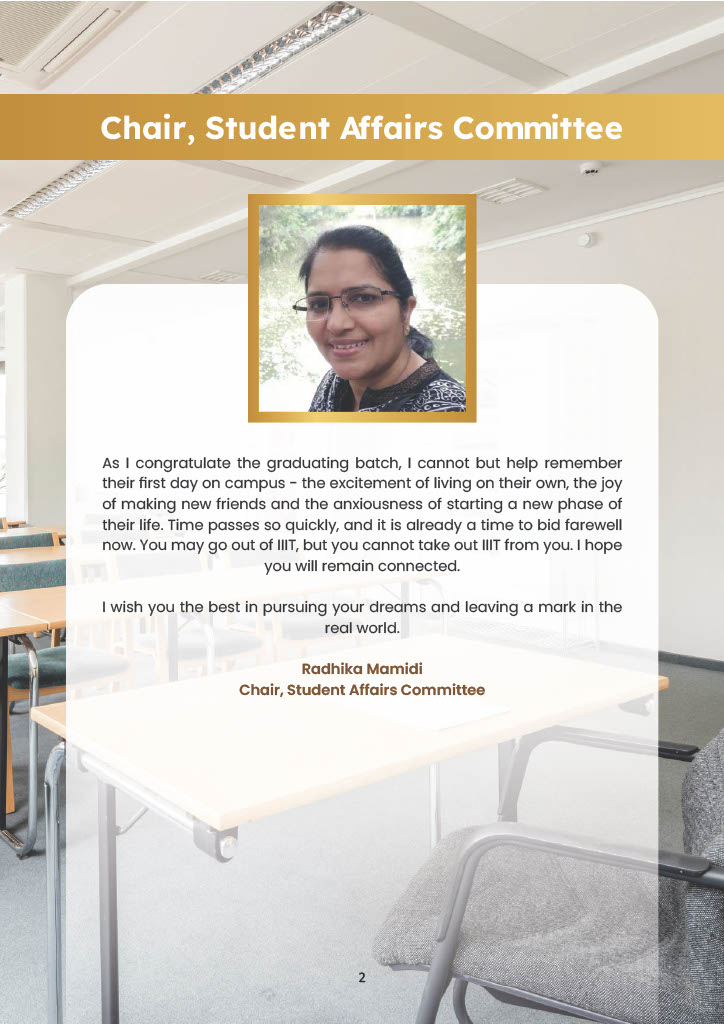 Chair, Student Affairs Committee
As I congratulate the graduating batch, I cannot but help remember
their first day on campus - the excitement of living on their own, the joy
of making new friends and the anxiousness of starting a new phase of
their life. Time passes so quickly, and it is already a time to bid farewell
now. You may go out of IIIT, but you cannot take out IIIT from you. I hope
you will remain connected.
I wish you the best in pursuing your dreams and leaving a mark in the
real world.
Radhika Mamidi
Chair, Student Affairs Committee
2